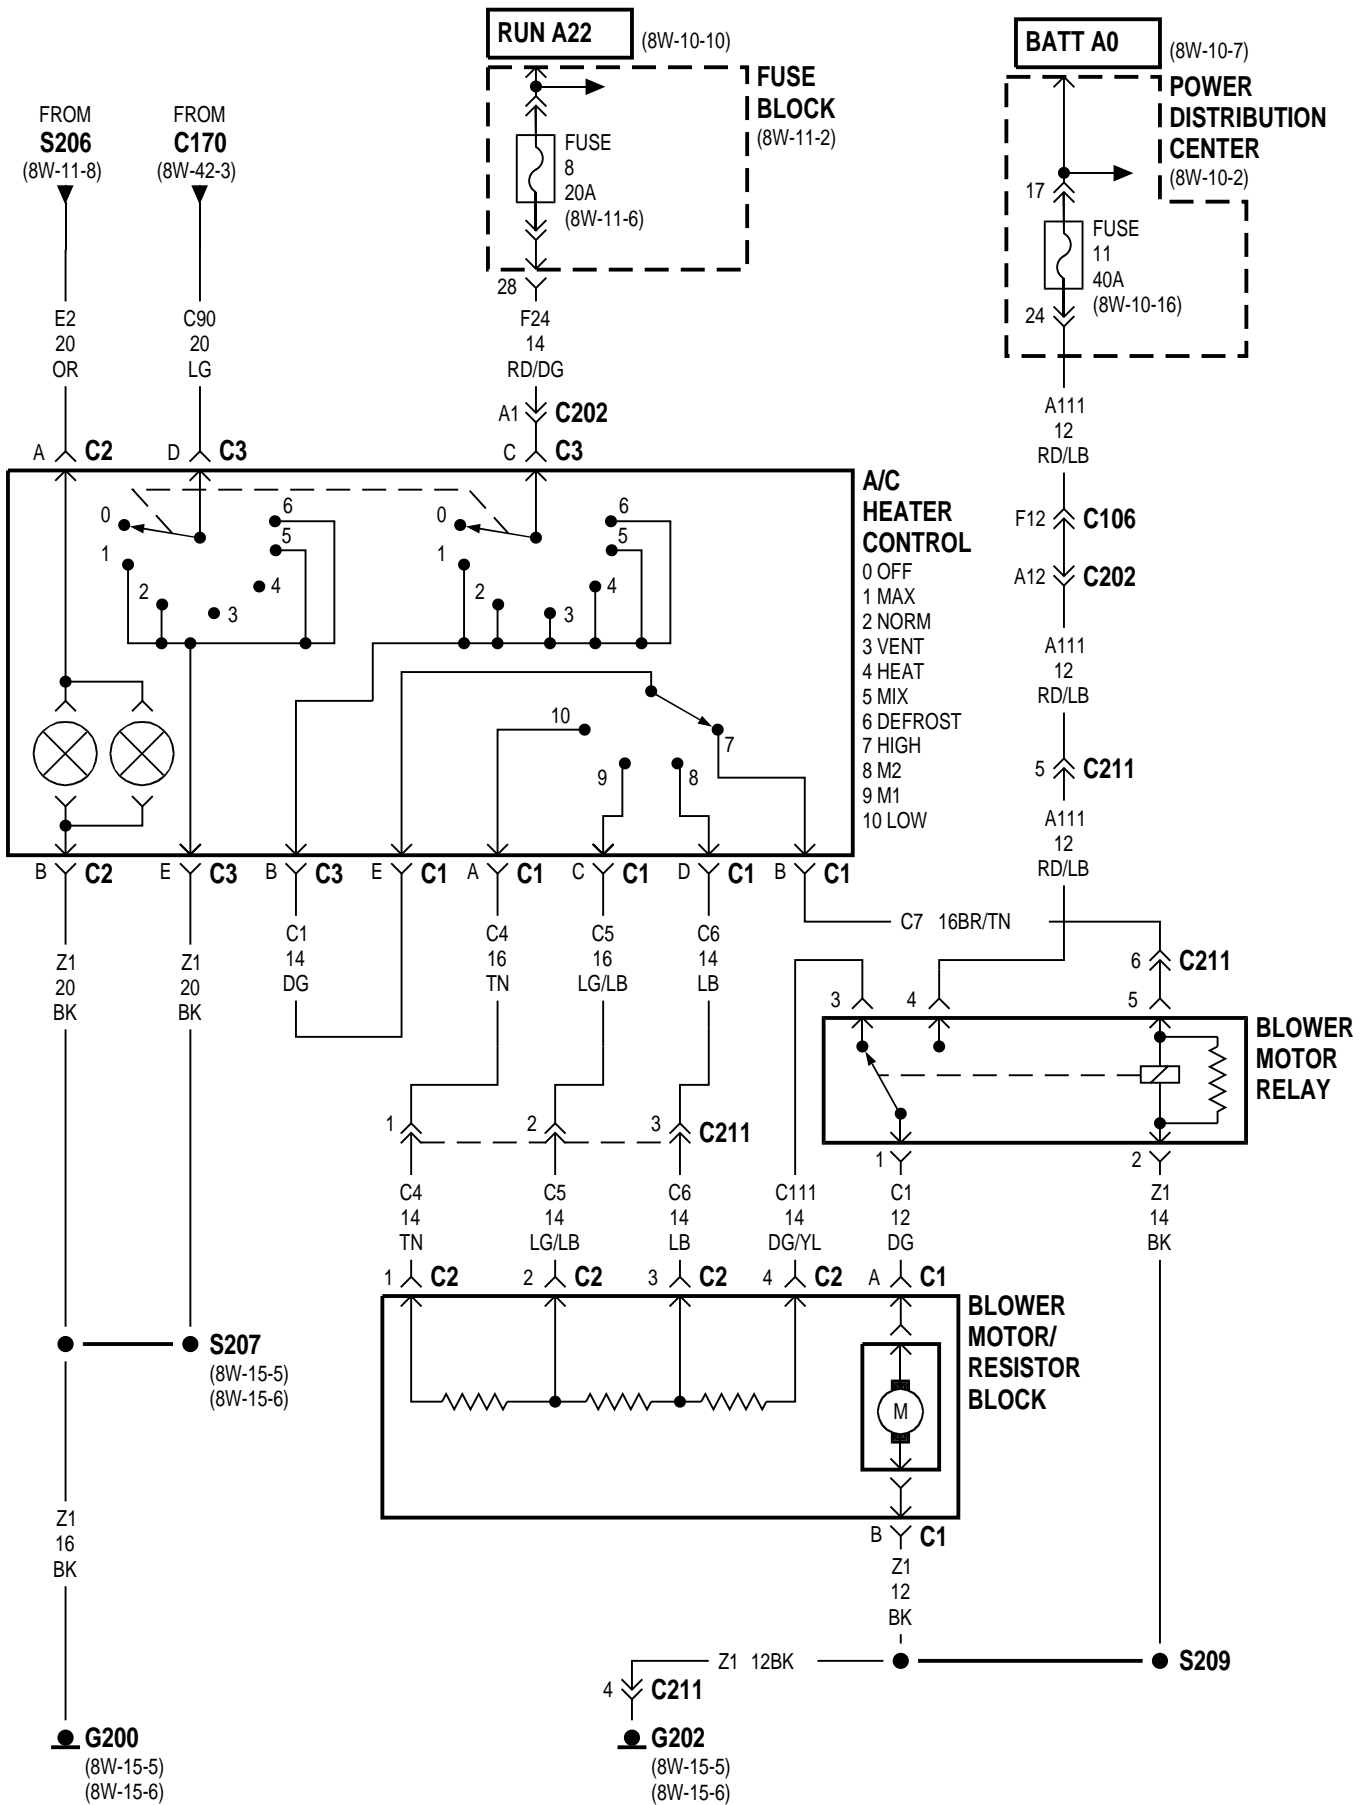 RUN A22
(8W-10-10)
BATT A0
(8W-10-7)
FUSE
BLOCK
(8W-11-2)
POWER
DISTRIBUTION
CENTER
(8W-10-2)
FROM
S206
(8W-11-8)
FROM
C170
(8W-42-3)
FUSE
8
20A
(8W-11-6)
17
FUSE
11
40A
(8W-10-16)
24
28
E2
20
OR
C90
20
LG
F24
14
RD/DG
A111
12
RD/LB
A1 C202
A C2
D C3
C C3
F12 C106
A12 C202
A/C
HEATER
CONTROL
0 OFF
1 MAX
2 NORM
3 VENT
4 HEAT
5 MIX
6 DEFROST
7 HIGH
8 M2
9 M1
10 LOW
0
1
2
3
4
5
6
0
1
2
3
4
5
6
10
9
8
7
A111
12
RD/LB
5 C211
A111
12
RD/LB
B C2
E C3
B C3
E C1
A C1
C C1
D C1
B C1
C7 16BR/TN
Z1
20
BK
Z1
20
BK
C1
14
DG
C4
16
TN
C5
16
LG/LB
C6
14
LB
6 C211
3
4
5
BLOWER
MOTOR
RELAY
1
2
3 C211
1
2
C4
14
TN
C5
14
LG/LB
C6
14
LB
C111
14
DG/YL
C1
12
DG
Z1
14
BK
1 C2
2 C2
3 C2
4 C2
A C1
BLOWER
MOTOR/
RESISTOR
BLOCK
M
S207
(8W-15-5)
(8W-15-6)
B C1
Z1
16
BK
Z1
12
BK
Z1 12BK
S209
4 C211
G200
(8W-15-5)
(8W-15-6)
G202
(8W-15-5)
(8W-15-6)